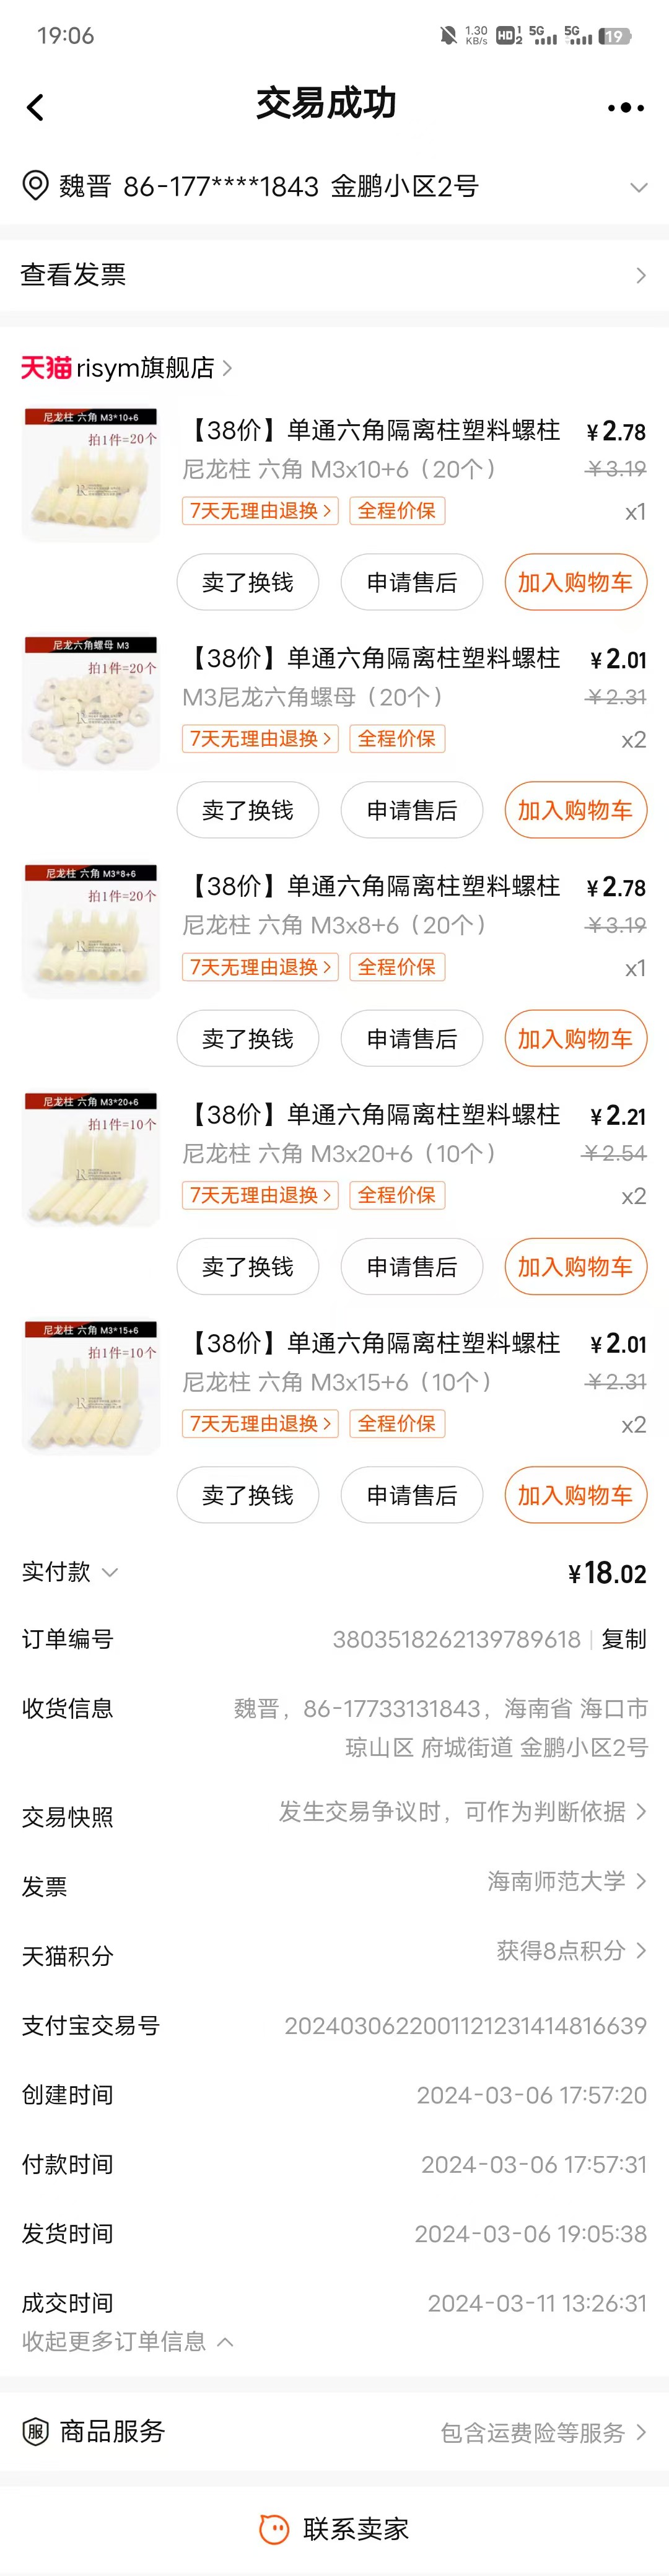 19:06
1.30 KB/s HD 1 2 5G 5G 19
交易成功
魏晋 86-177****1843 金鹏小区2号
查看发票
天猫 risym旗舰店
尼龙柱 六角 M3*10+6
拍1件=20个
【38价】单通六角隔离柱塑料螺柱 ¥2.78
尼龙柱 六角 M3x10+6（20个） ¥3.19
7天无理由退换 全程价保 x1
卖了换钱 申请售后 加入购物车
尼龙六角螺母 M3
拍1件=20个
【38价】单通六角隔离柱塑料螺柱 ¥2.01
M3尼龙六角螺母（20个） ¥2.31
7天无理由退换 全程价保 x2
卖了换钱 申请售后 加入购物车
尼龙柱 六角 M3*8+6
拍1件=20个
【38价】单通六角隔离柱塑料螺柱 ¥2.78
尼龙柱 六角 M3x8+6（20个） ¥3.19
7天无理由退换 全程价保 x1
卖了换钱 申请售后 加入购物车
尼龙柱 六角 M3*20+6
拍1件=10个
【38价】单通六角隔离柱塑料螺柱 ¥2.21
尼龙柱 六角 M3x20+6（10个） ¥2.54
7天无理由退换 全程价保 x2
卖了换钱 申请售后 加入购物车
尼龙柱 六角 M3*15+6
拍1件=10个
【38价】单通六角隔离柱塑料螺柱 ¥2.01
尼龙柱 六角 M3x15+6（10个） ¥2.31
7天无理由退换 全程价保 x2
卖了换钱 申请售后 加入购物车
实付款 ¥18.02
订单编号 3803518262139789618 | 复制
收货信息 魏晋，86-17733131843，海南省 海口市
琼山区 府城街道 金鹏小区2号
交易快照 发生交易争议时，可作为判断依据
发票 海南师范大学
天猫积分 获得8点积分
支付宝交易号 2024030622001121231414816639
创建时间 2024-03-06 17:57:20
付款时间 2024-03-06 17:57:31
发货时间 2024-03-06 19:05:38
成交时间 2024-03-11 13:26:31
收起更多订单信息
服 商品服务 包含运费险等服务
联系卖家